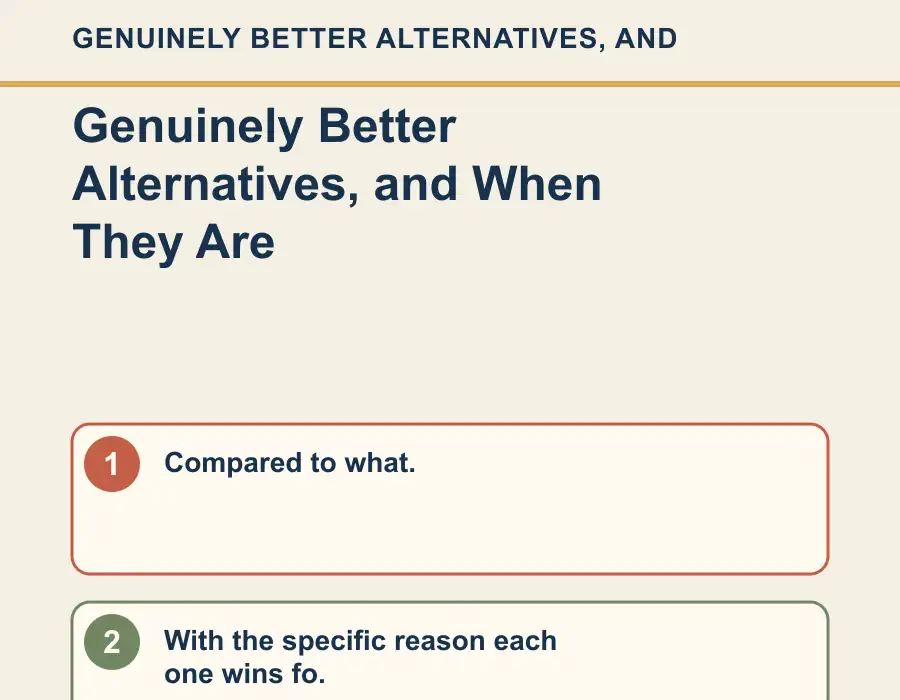 GENUINELY BETTER ALTERNATIVES, AND
Genuinely Better
Alternatives, and When
They Are
1
Compared to what.
2
With the specific reason each
one wins fo.